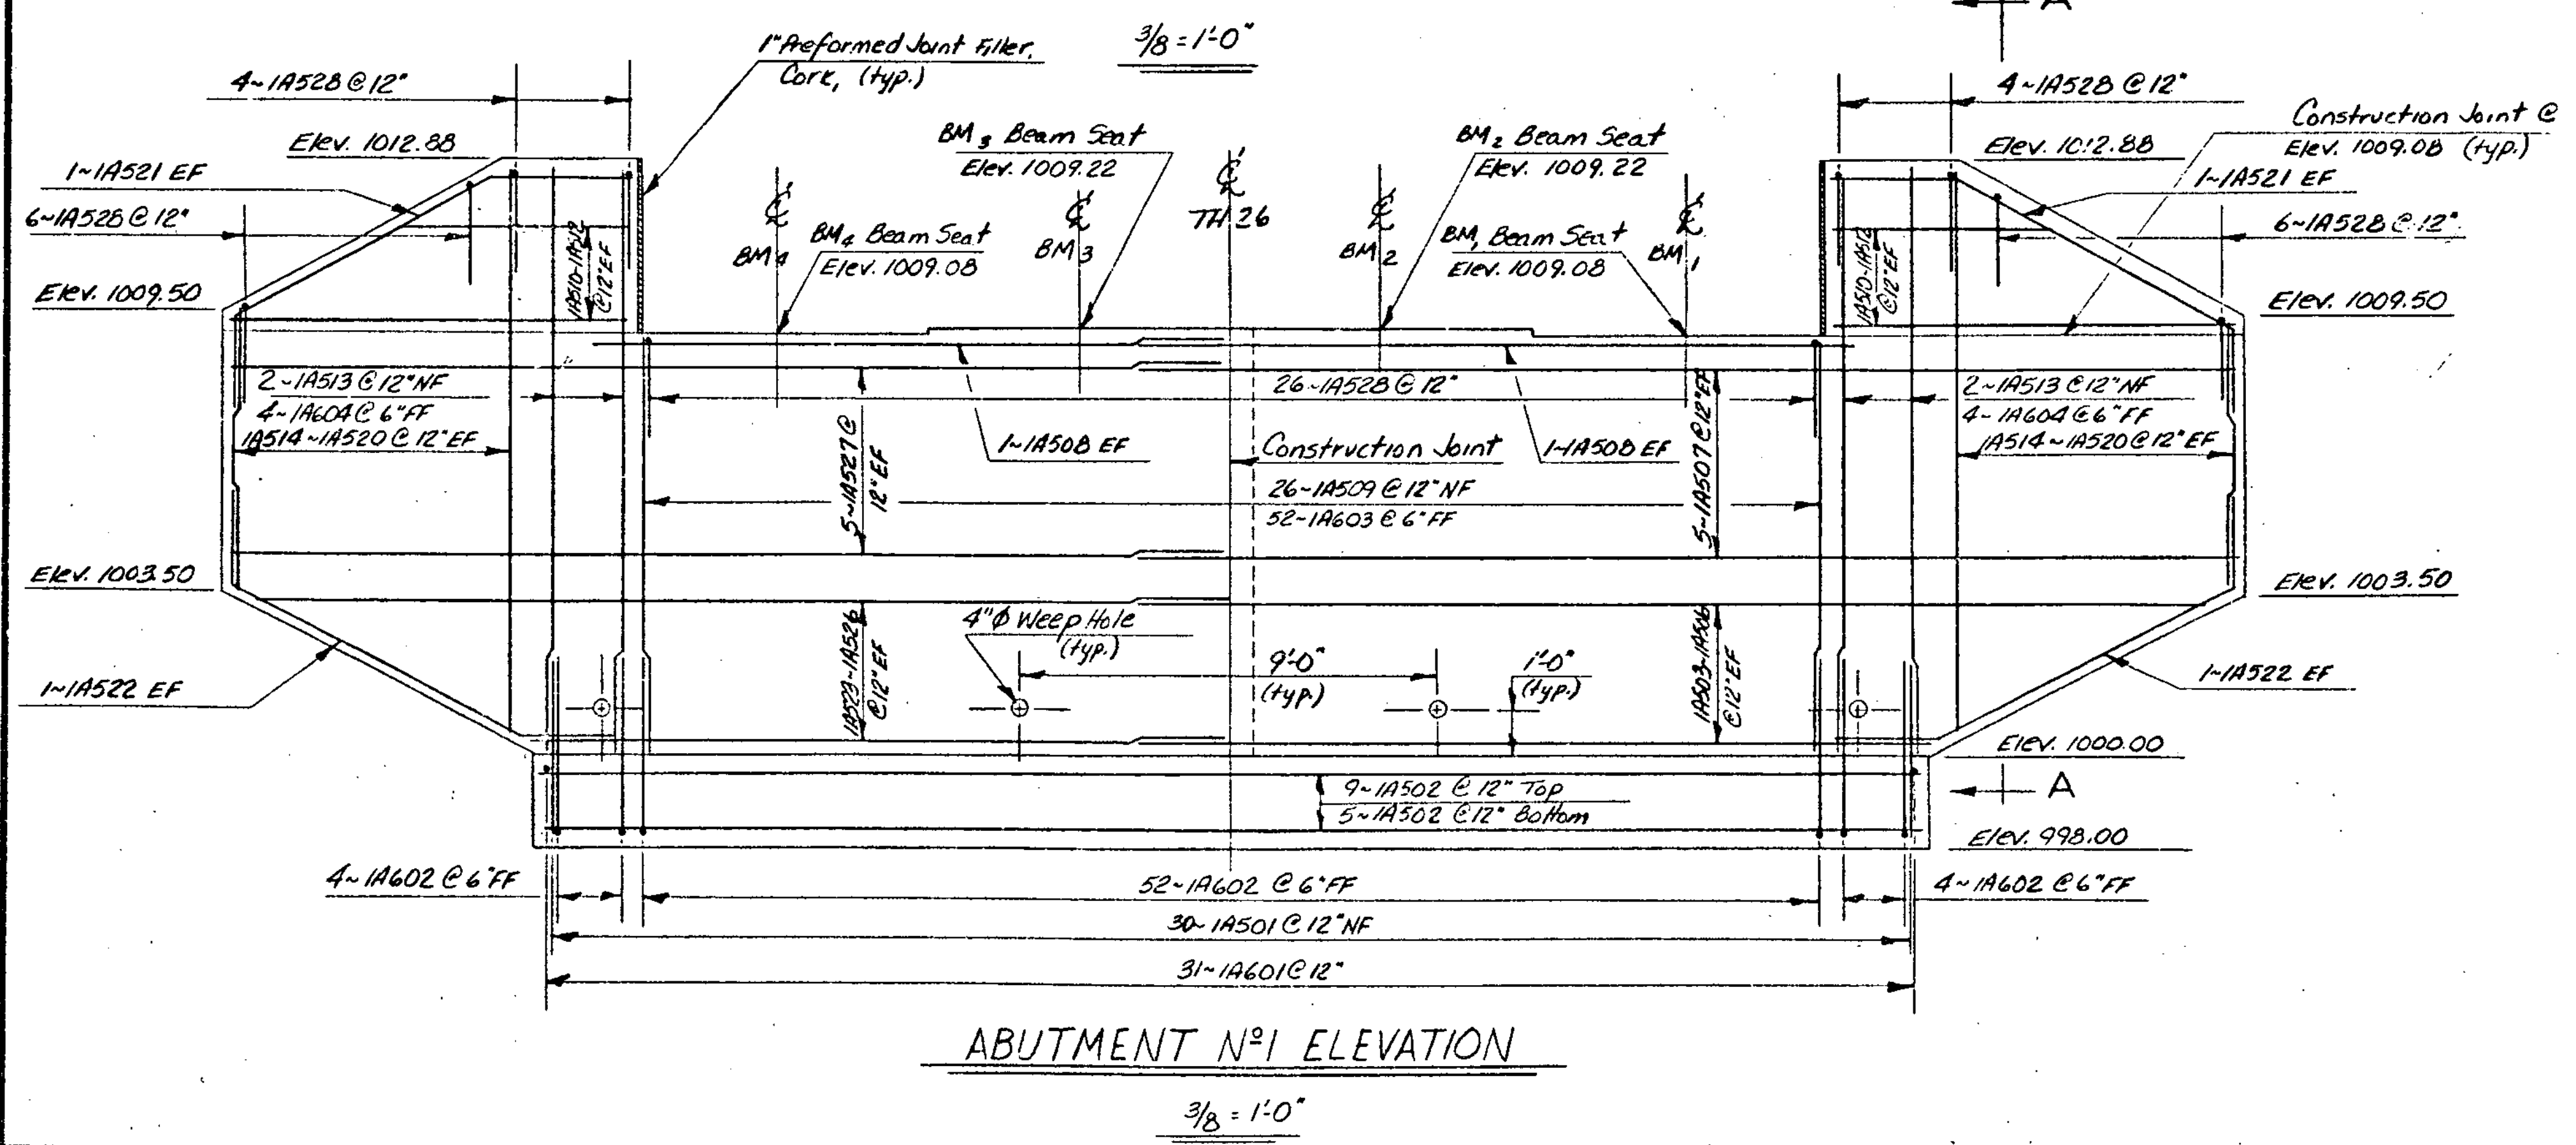 A
3/8 = 1'-0"
1" Preformed Joint Filler,
Cork, (typ.)
4~1A528 @ 12"
4~1A528 @ 12"
Construction Joint @
Elev. 1009.08 (typ.)
Elev. 1012.88
Elev. 1012.88
BM3 Beam Seat
Elev. 1009.22
BM2 Beam Seat
Elev. 1009.22
1~1A521 EF
1~1A521 EF
6~1A528 @ 12"
6~1A528 @ 12"
℄
TH 26
℄
BM4
BM4 Beam Seat
Elev. 1009.08
℄
BM3
℄
BM2
BM1 Beam Seat
Elev. 1009.08
℄
BM1
1A510-1A512
@ 12" EF
1A510-1A512
@ 12" EF
Elev. 1009.50
Elev. 1009.50
2~1A513 @ 12" NF
4~1A604 @ 6" FF
1A514~1A520 @ 12" EF
26~1A528 @ 12"
2~1A513 @ 12" NF
4~1A604 @ 6" FF
1A514~1A520 @ 12" EF
5~1A527 @
12" EF
1~1A508 EF
Construction Joint
1~1A508 EF
5~1A507 @ 12" EF
26~1A509 @ 12" NF
52~1A603 @ 6" FF
Elev. 1003.50
Elev. 1003.50
4"Ø Weep Hole
(typ.)
1A523~1A526
@ 12" EF
9'-0"
(typ.)
1'-0"
(typ.)
1A503~1A506
@ 12" EF
1~1A522 EF
1~1A522 EF
Elev. 1000.00
9~1A502 @ 12" Top
5~1A502 @ 12" Bottom
A
Elev. 998.00
4~1A602 @ 6" FF
52~1A602 @ 6" FF
4~1A602 @ 6" FF
30~1A501 @ 12" NF
31~1A601 @ 12"
ABUTMENT Nº1 ELEVATION
3/8 = 1'-0"